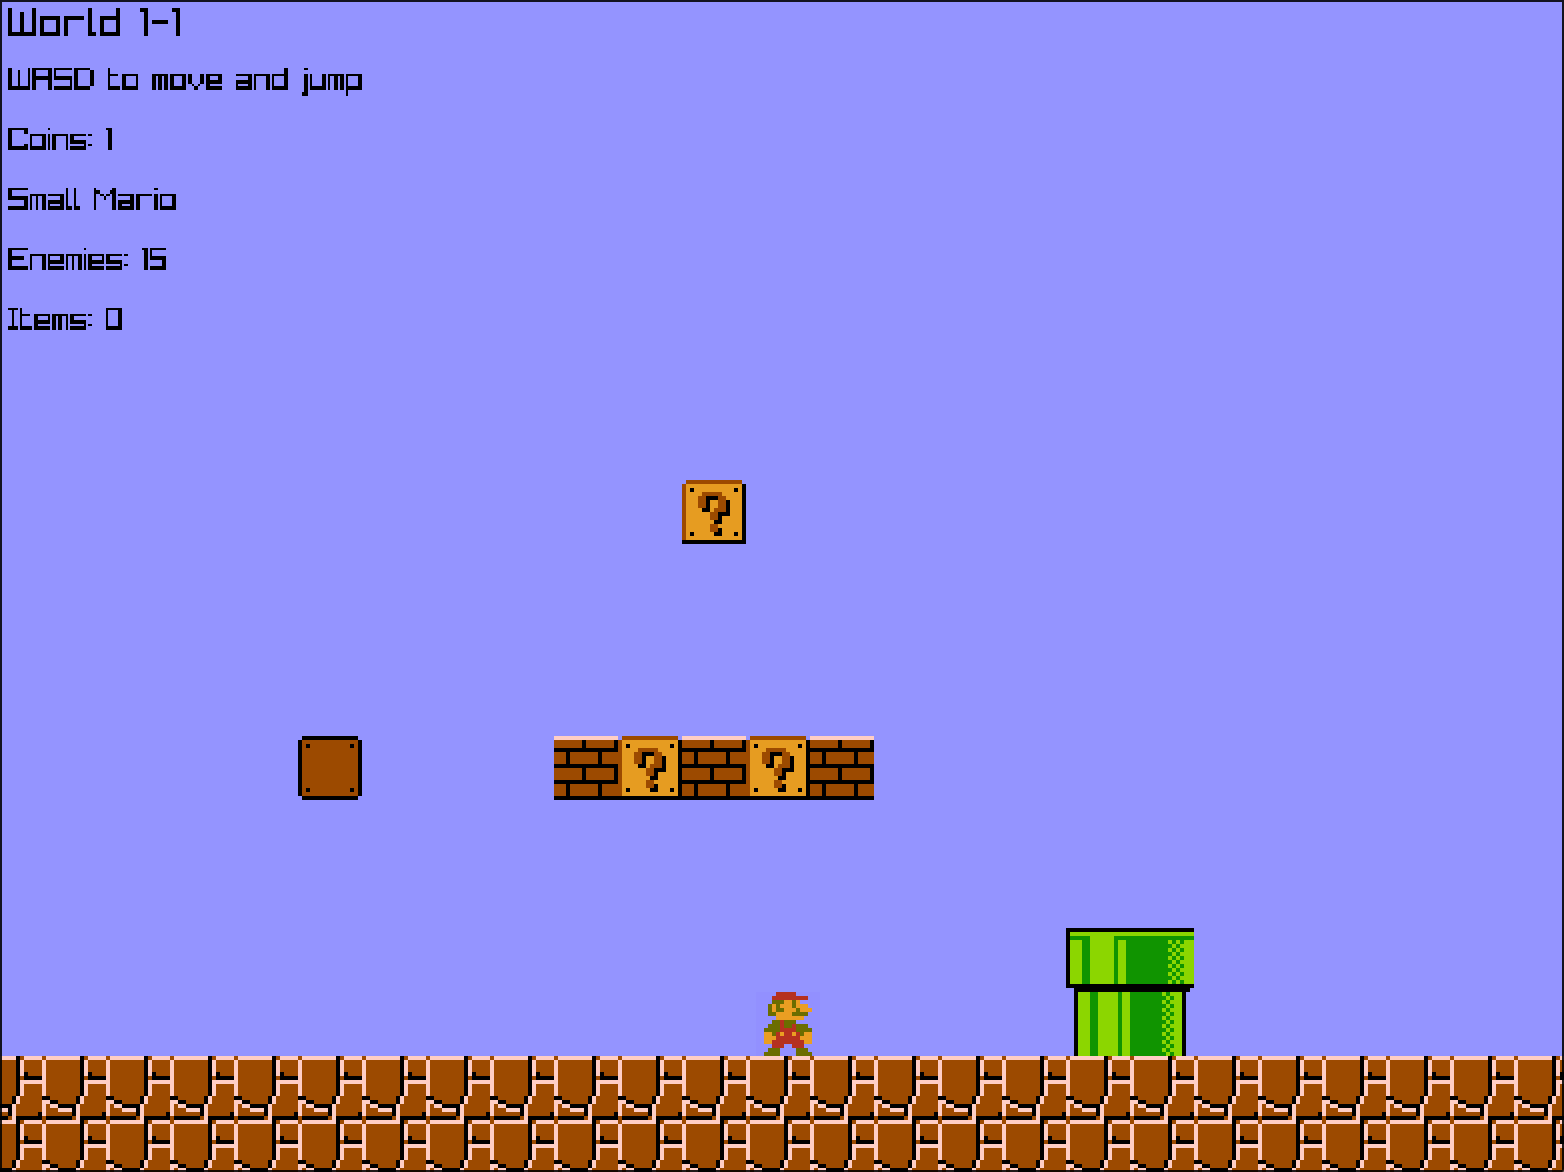 World 1-1
WASD to move and jump
Coins: 1
Small Mario
Enemies: 15
Items: 0
?
? ?